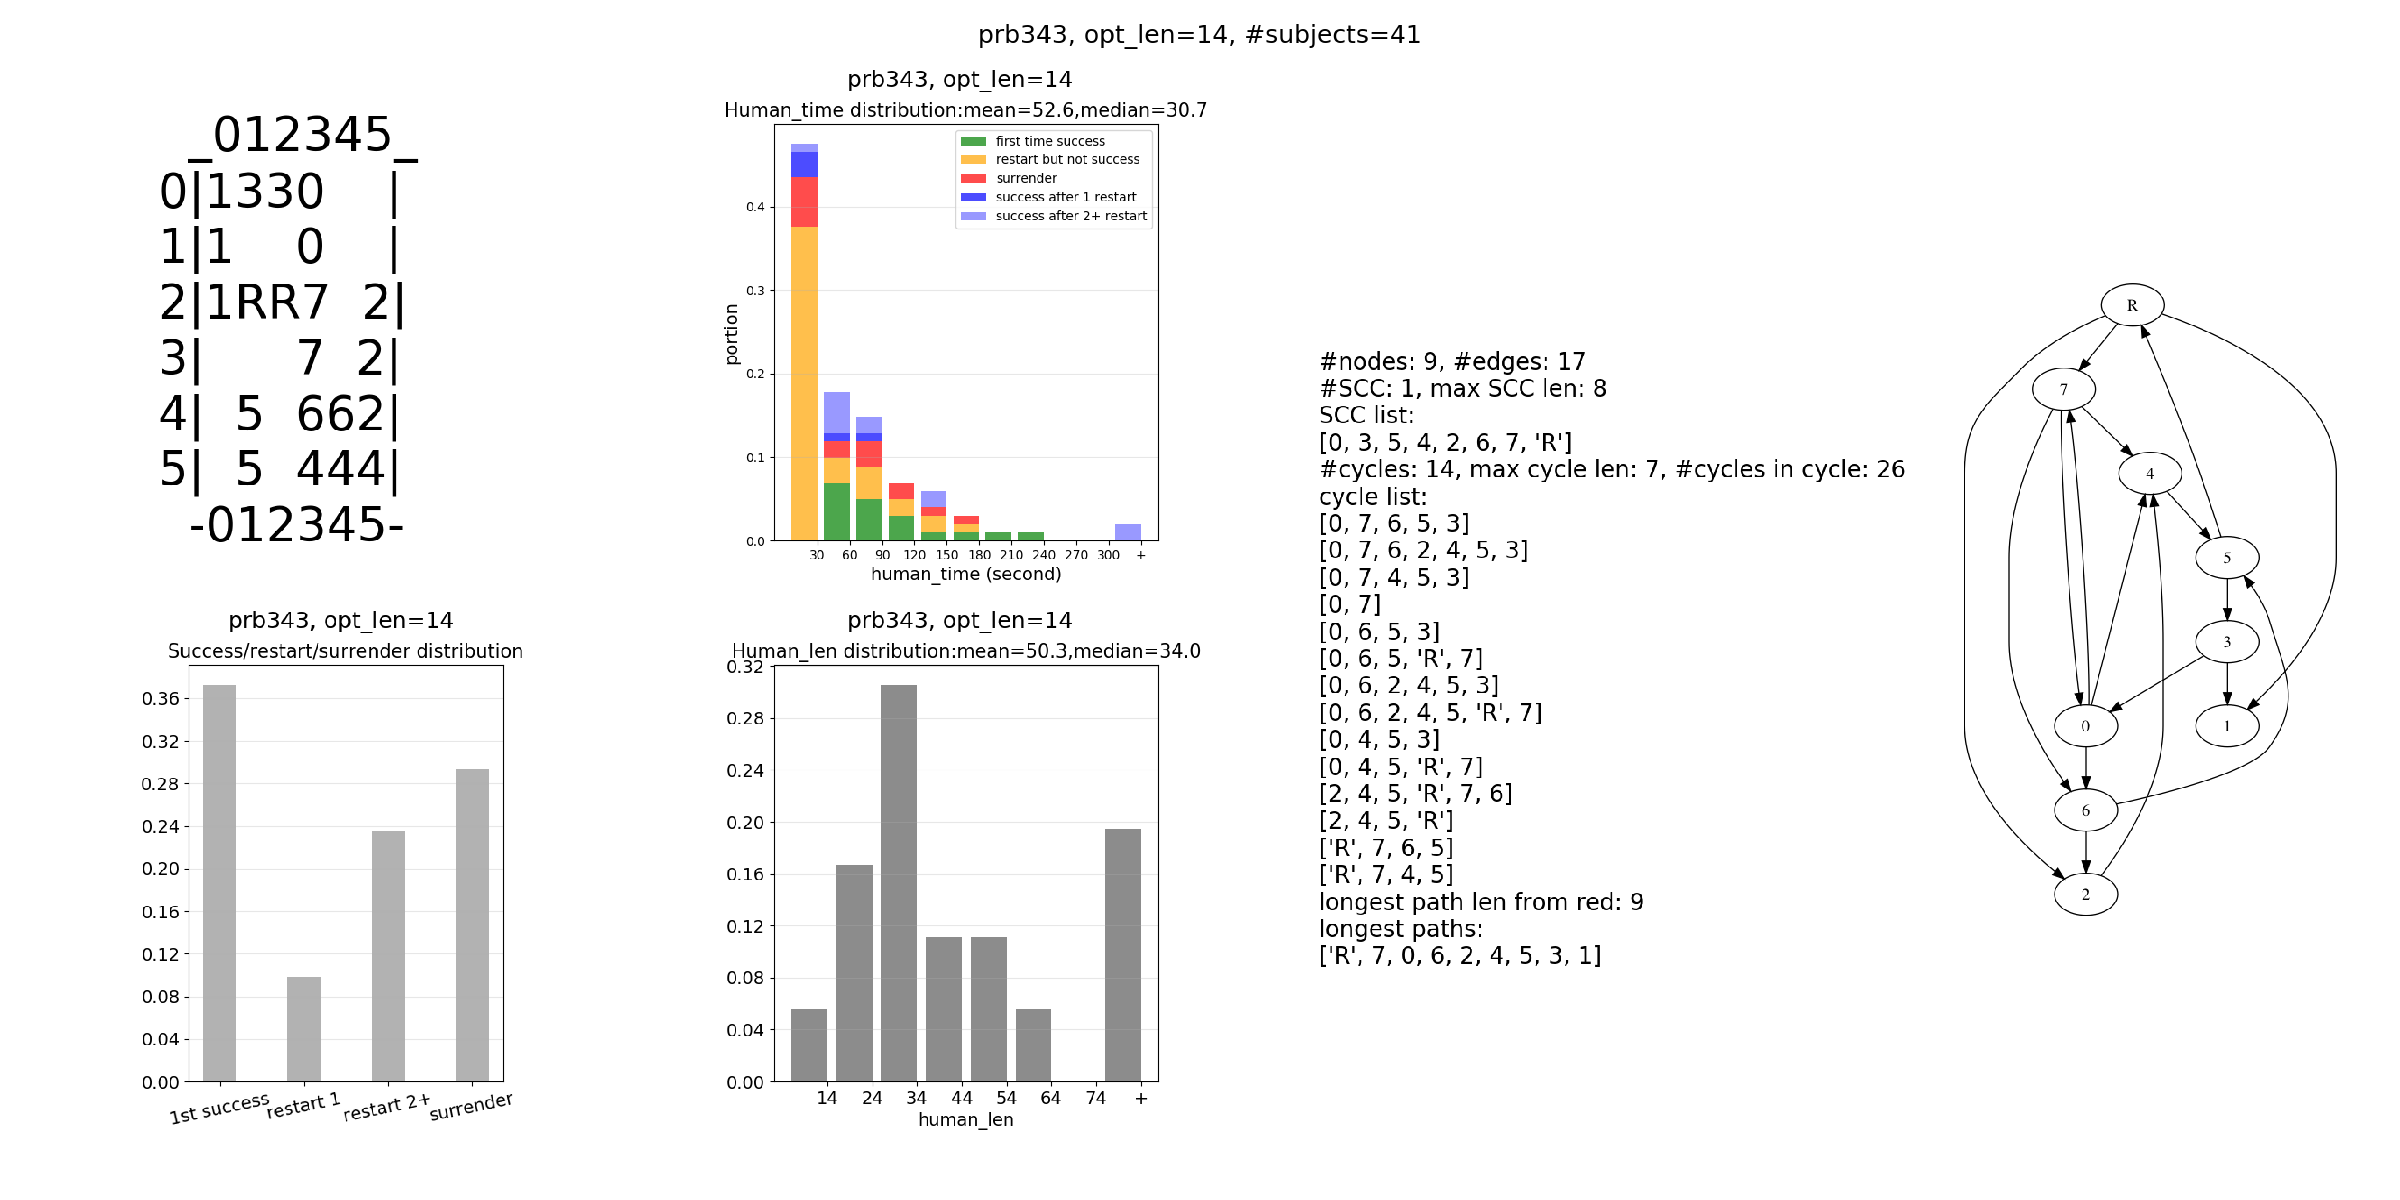 prb343, opt_len=14, #subjects=41
_012345_
0|1330  |
1|1  0  |
2|1RR7 2|
3|   7 2|
4| 5 662|
5| 5 444|
-012345-
prb343, opt_len=14
Human_time distribution:mean=52.6,median=30.7
first time success
restart but not success
surrender
success after 1 restart
success after 2+ restart
0.4
0.3
0.2
0.1
0.0
portion
30 60 90 120 150 180 210 240 270 300 +
human_time (second)
prb343, opt_len=14
Success/restart/surrender distribution
0.36
0.32
0.28
0.24
0.20
0.16
0.12
0.08
0.04
0.00
1st success restart 1 restart 2+ surrender
prb343, opt_len=14
Human_len distribution:mean=50.3,median=34.0
0.32
0.28
0.24
0.20
0.16
0.12
0.08
0.04
0.00
14 24 34 44 54 64 74 +
human_len
#nodes: 9, #edges: 17
#SCC: 1, max SCC len: 8
SCC list:
[0, 3, 5, 4, 2, 6, 7, 'R']
#cycles: 14, max cycle len: 7, #cycles in cycle: 26
cycle list:
[0, 7, 6, 5, 3]
[0, 7, 6, 2, 4, 5, 3]
[0, 7, 4, 5, 3]
[0, 7]
[0, 6, 5, 3]
[0, 6, 5, 'R', 7]
[0, 6, 2, 4, 5, 3]
[0, 6, 2, 4, 5, 'R', 7]
[0, 4, 5, 3]
[0, 4, 5, 'R', 7]
[2, 4, 5, 'R', 7, 6]
[2, 4, 5, 'R']
['R', 7, 6, 5]
['R', 7, 4, 5]
longest path len from red: 9
longest paths:
['R', 7, 0, 6, 2, 4, 5, 3, 1]
R
7
4
5
3
0 1
6
2